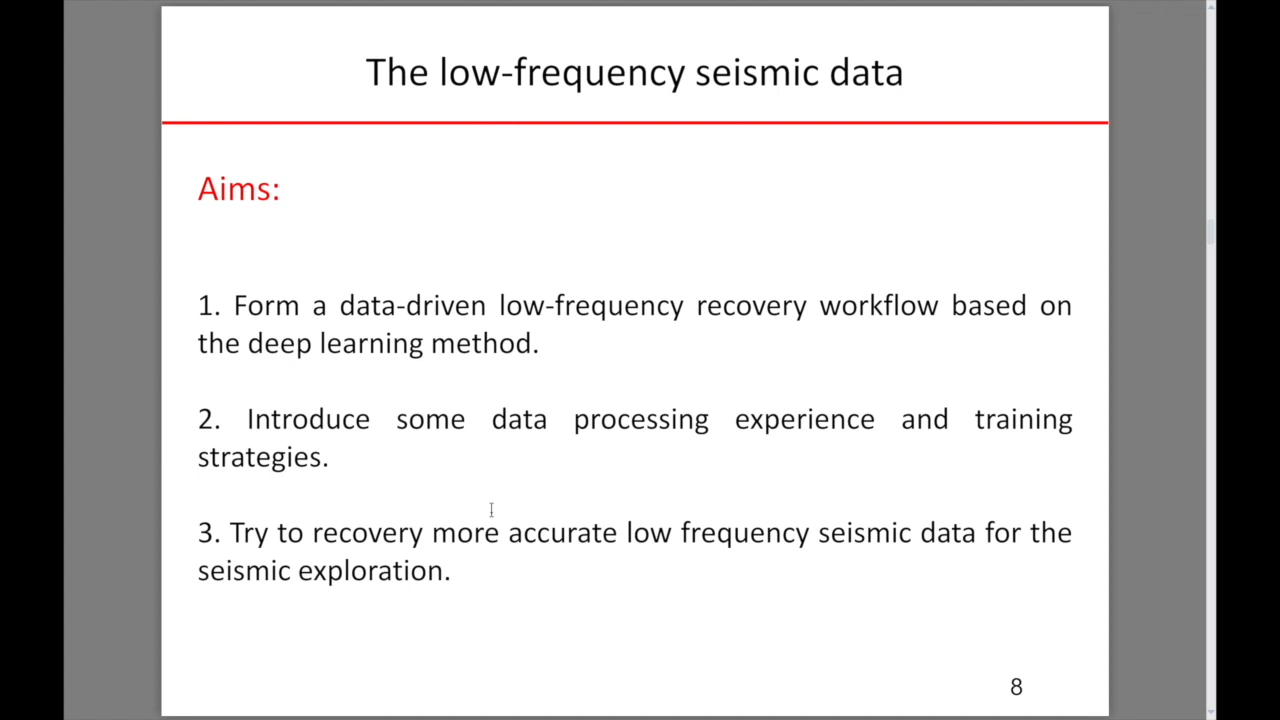 The low-frequency seismic data
Aims:
1. Form a data-driven low-frequency recovery workflow based on
the deep learning method.
2. Introduce some data processing experience and training
strategies.
3. Try to recovery more accurate low frequency seismic data for the
seismic exploration.
8